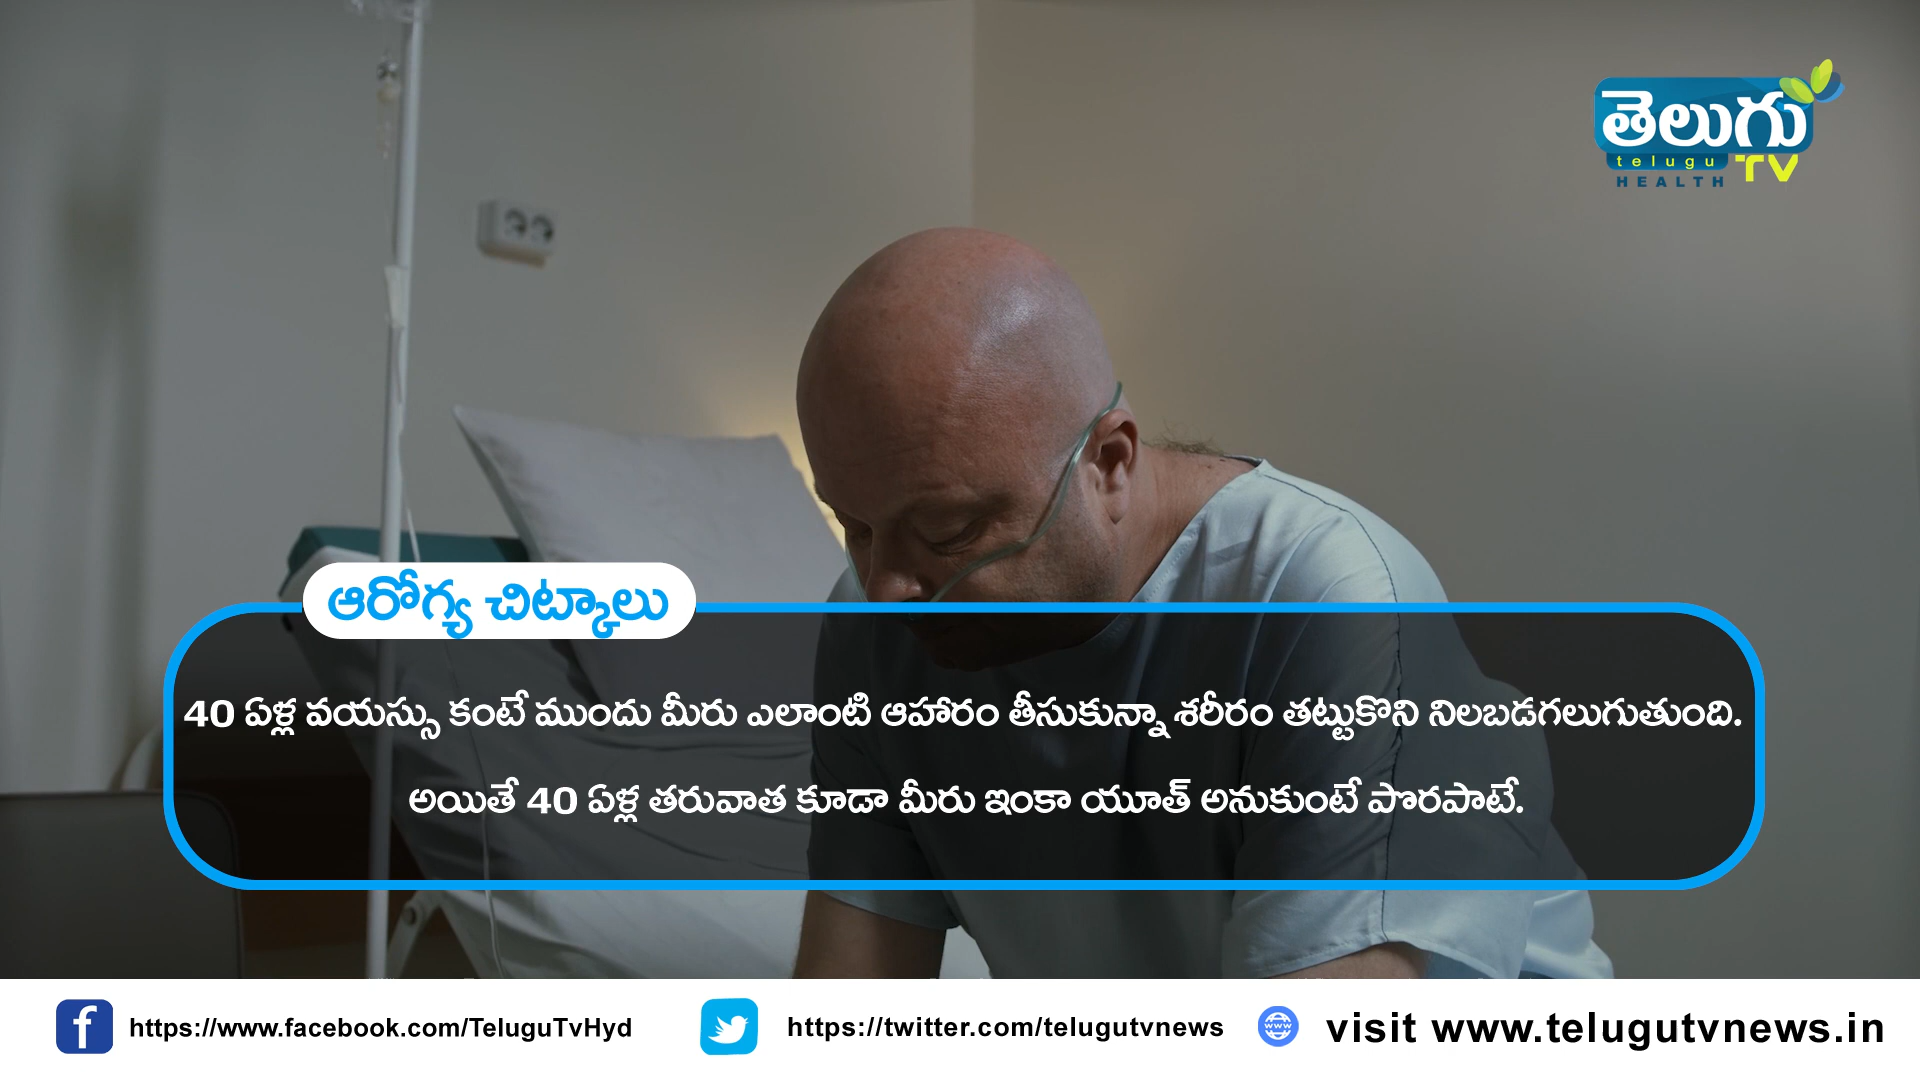 తెలుగు
telugu TV
HEALTH
ఆరోగ్య చిట్కాలు
40 ఏళ్ల వయస్సు కంటే ముందు మీరు ఎలాంటి ఆహారం తీసుకున్నా శరీరం తట్టుకొని నిలబడగలుగుతుంది.
అయితే 40 ఏళ్ల తరువాత కూడా మీరు ఇంకా యూత్ అనుకుంటే పొరపాటే.
https://www.facebook.com/TeluguTvHyd https://twitter.com/telugutvnews www visit www.telugutvnews.in